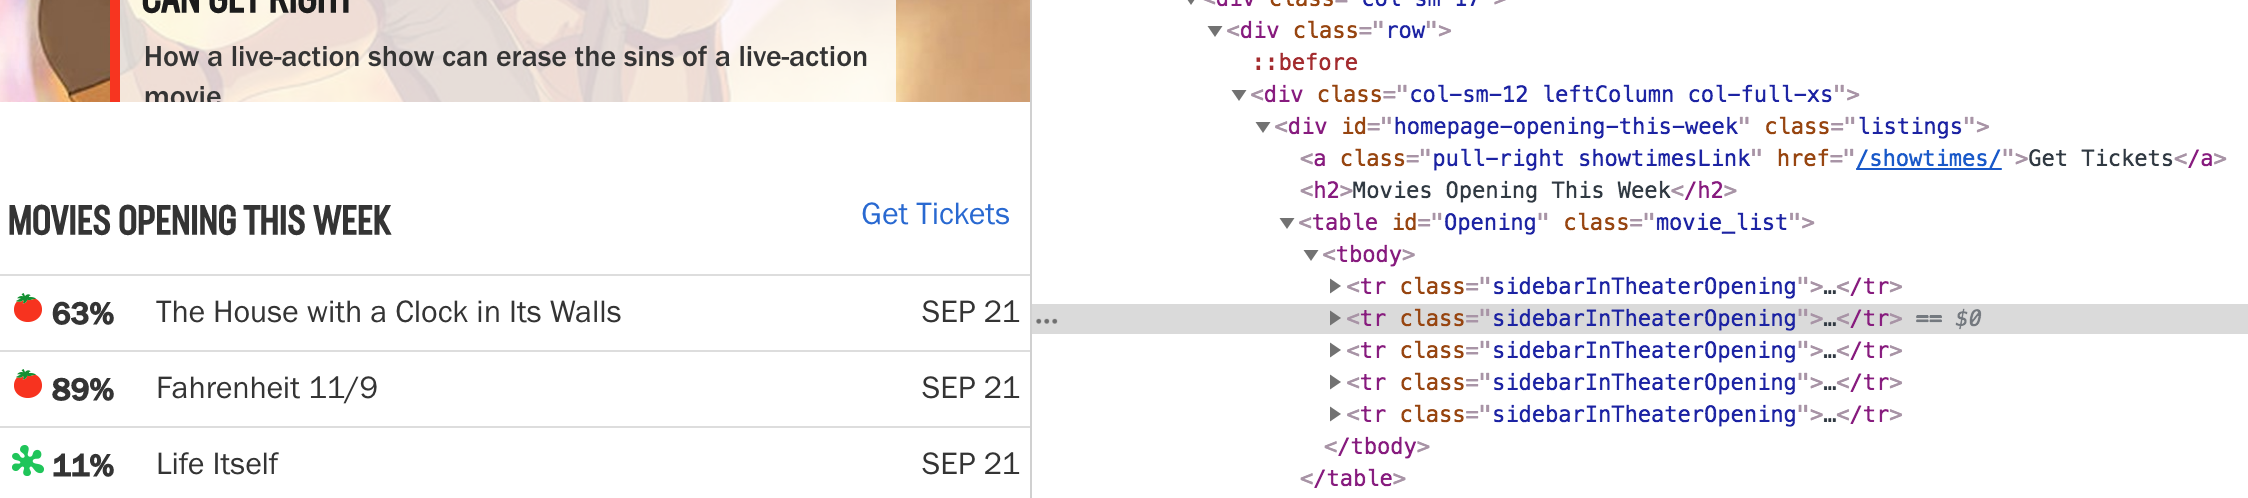 CAN GET RIGHT
How a live-action show can erase the sins of a live-action
movie
MOVIES OPENING THIS WEEK
Get Tickets
63% The House with a Clock in Its Walls SEP 21
89% Fahrenheit 11/9 SEP 21
11% Life Itself SEP 21
<div class="col-sm-17">
<div class="row">
::before
<div class="col-sm-12 leftColumn col-full-xs">
<div id="homepage-opening-this-week" class="listings">
<a class="pull-right showtimesLink" href="/showtimes/">Get Tickets</a>
<h2>Movies Opening This Week</h2>
<table id="Opening" class="movie_list">
<tbody>
<tr class="sidebarInTheaterOpening">…</tr>
... <tr class="sidebarInTheaterOpening">…</tr> == $0
<tr class="sidebarInTheaterOpening">…</tr>
<tr class="sidebarInTheaterOpening">…</tr>
<tr class="sidebarInTheaterOpening">…</tr>
</tbody>
</table>